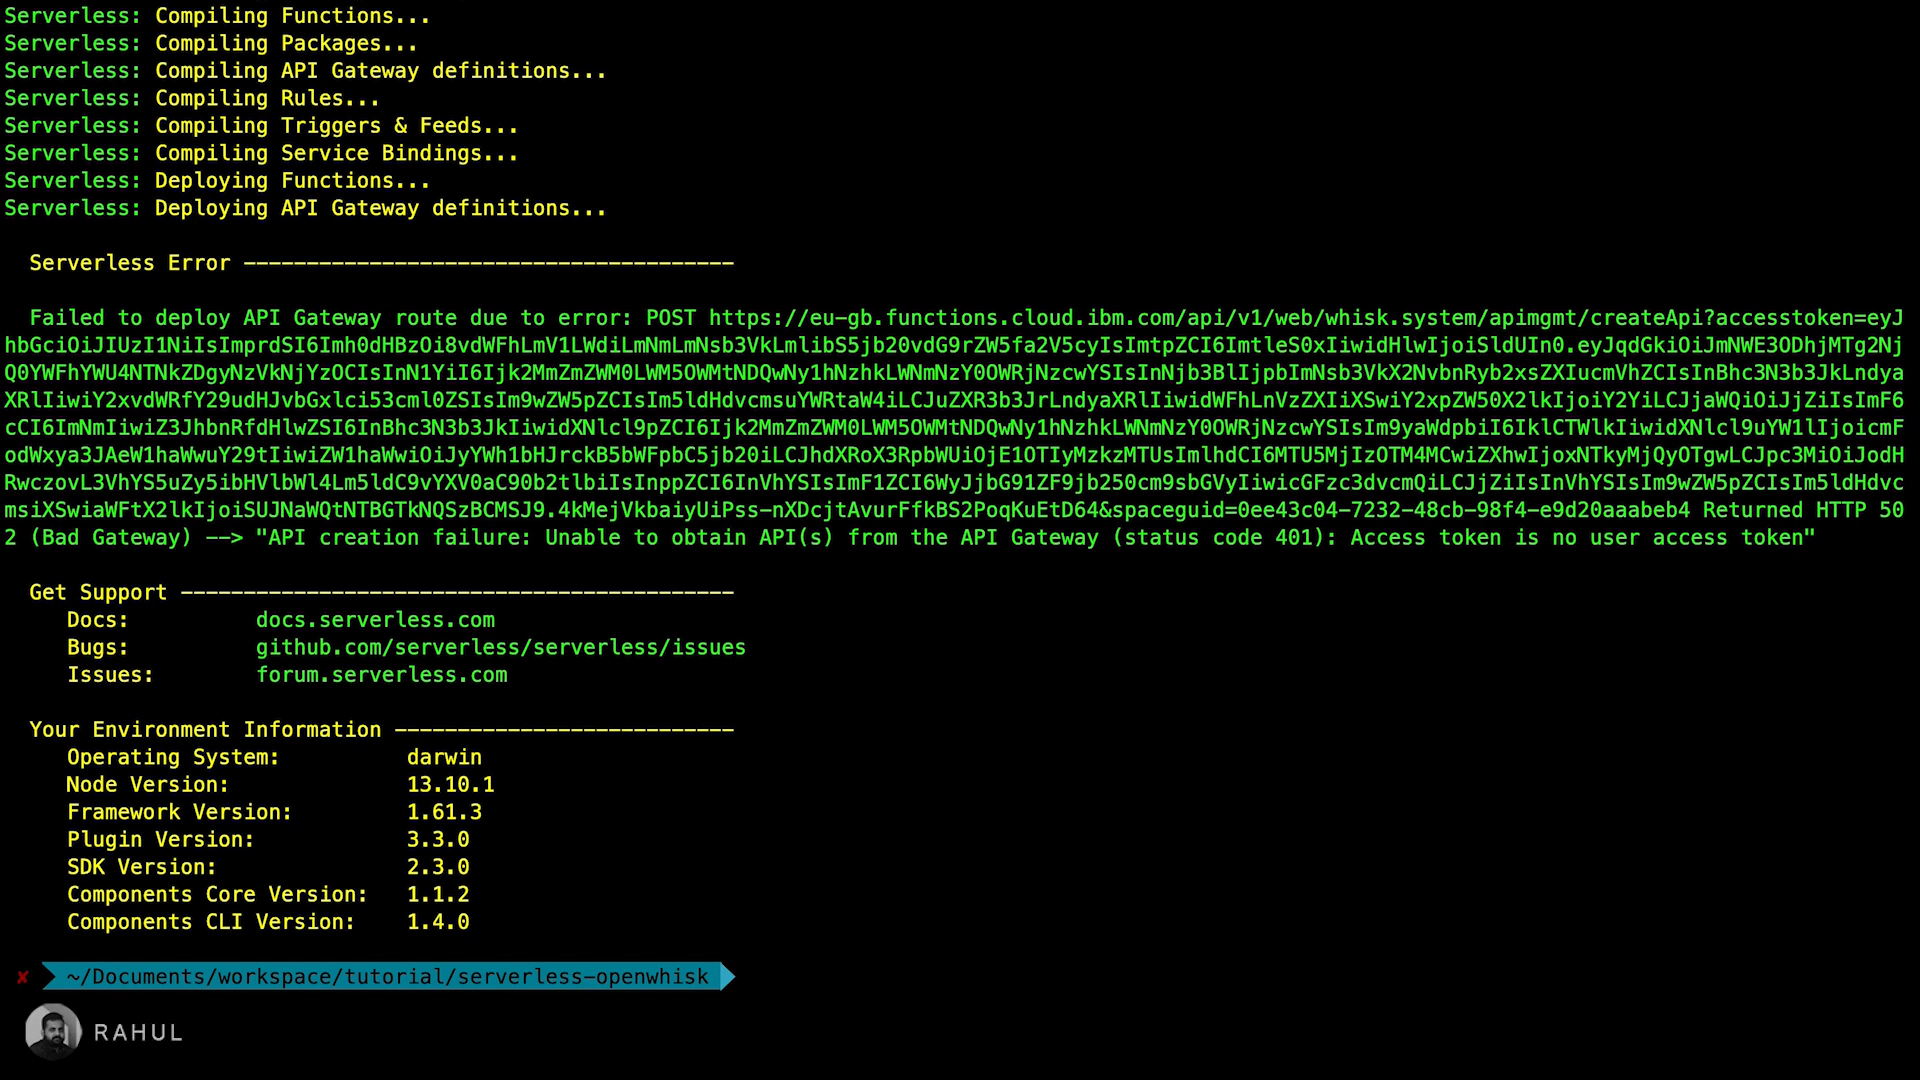 Serverless: Compiling Functions...
Serverless: Compiling Packages...
Serverless: Compiling API Gateway definitions...
Serverless: Compiling Rules...
Serverless: Compiling Triggers & Feeds...
Serverless: Compiling Service Bindings...
Serverless: Deploying Functions...
Serverless: Deploying API Gateway definitions...
Serverless Error ---------------------------------------
Failed to deploy API Gateway route due to error: POST https://eu-gb.functions.cloud.ibm.com/api/v1/web/whisk.system/apimgmt/createApi?accesstoken=eyJ
hbGciOiJIUzI1NiIsImprdSI6Imh0dHBzOi8vdWFhLmV1LWdiLmNmLmNsb3VkLmlibS5jb20vdG9rZW5fa2V5cyIsImtpZCI6ImtleS0xIiwidHlwIjoiSldUIn0.eyJqdGkiOiJmNWE3ODhjMTg2Nj
Q0YWFhYWU4NTNkZDgyNzVkNjYzOCIsInN1YiI6Ijk2MmZmZWM0LWM5OWMtNDQwNy1hNzhkLWNmNzY0OWRjNzcwYSIsInNjb3BlIjpbImNsb3VkX2NvbnRyb2xsZXIucmVhZCIsInBhc3N3b3JkLndya
XRlIiwiY2xvdWRfY29udHJvbGxlci53cml0ZSIsIm9wZW5pZCIsIm5ldHdvcmsuYWRtaW4iLCJuZXR3b3JrLndyaXRlIiwidWFhLnVzZXIiXSwiY2xpZW50X2lkIjoiY2YiLCJjaWQiOiJjZiIsImF6
cCI6ImNmIiwiZ3JhbnRfdHlwZSI6InBhc3N3b3JkIiwidXNlcl9pZCI6Ijk2MmZmZWM0LWM5OWMtNDQwNy1hNzhkLWNmNzY0OWRjNzcwYSIsIm9yaWdpbiI6IklCTWlkIiwidXNlcl9uYW1lIjoicmF
odWxya3JAeW1haWwuY29tIiwiZW1haWwiOiJyYWh1bHJrckB5bWFpbC5jb20iLCJhdXRoX3RpbWUiOjE1OTIyMzkzMTUsImlhdCI6MTU5MjIzOTM4MCwiZXhwIjoxNTkyMjQyOTgwLCJpc3MiOiJodH
RwczovL3VhYS5uZy5ibHVlbWl4Lm5ldC9vYXV0aC90b2tlbiIsInppZCI6InVhYSIsImF1ZCI6WyJjbG91ZF9jb250cm9sbGVyIiwicGFzc3dvcmQiLCJjZiIsInVhYSIsIm9wZW5pZCIsIm5ldHdvc
msiXSwiaWFtX2lkIjoiSUJNaWQtNTBGTkNQSzBCMSJ9.4kMejVkbaiyUiPss-nXDcjtAvurFfkBS2PoqKuEtD64&spaceguid=0ee43c04-7232-48cb-98f4-e9d20aaabeb4 Returned HTTP 50
2 (Bad Gateway) --> "API creation failure: Unable to obtain API(s) from the API Gateway (status code 401): Access token is no user access token"
Get Support --------------------------------------------
Docs: docs.serverless.com
Bugs: github.com/serverless/serverless/issues
Issues: forum.serverless.com
Your Environment Information ---------------------------
Operating System: darwin
Node Version: 13.10.1
Framework Version: 1.61.3
Plugin Version: 3.3.0
SDK Version: 2.3.0
Components Core Version: 1.1.2
Components CLI Version: 1.4.0
✘ ~/Documents/workspace/tutorial/serverless-openwhisk
RAHUL